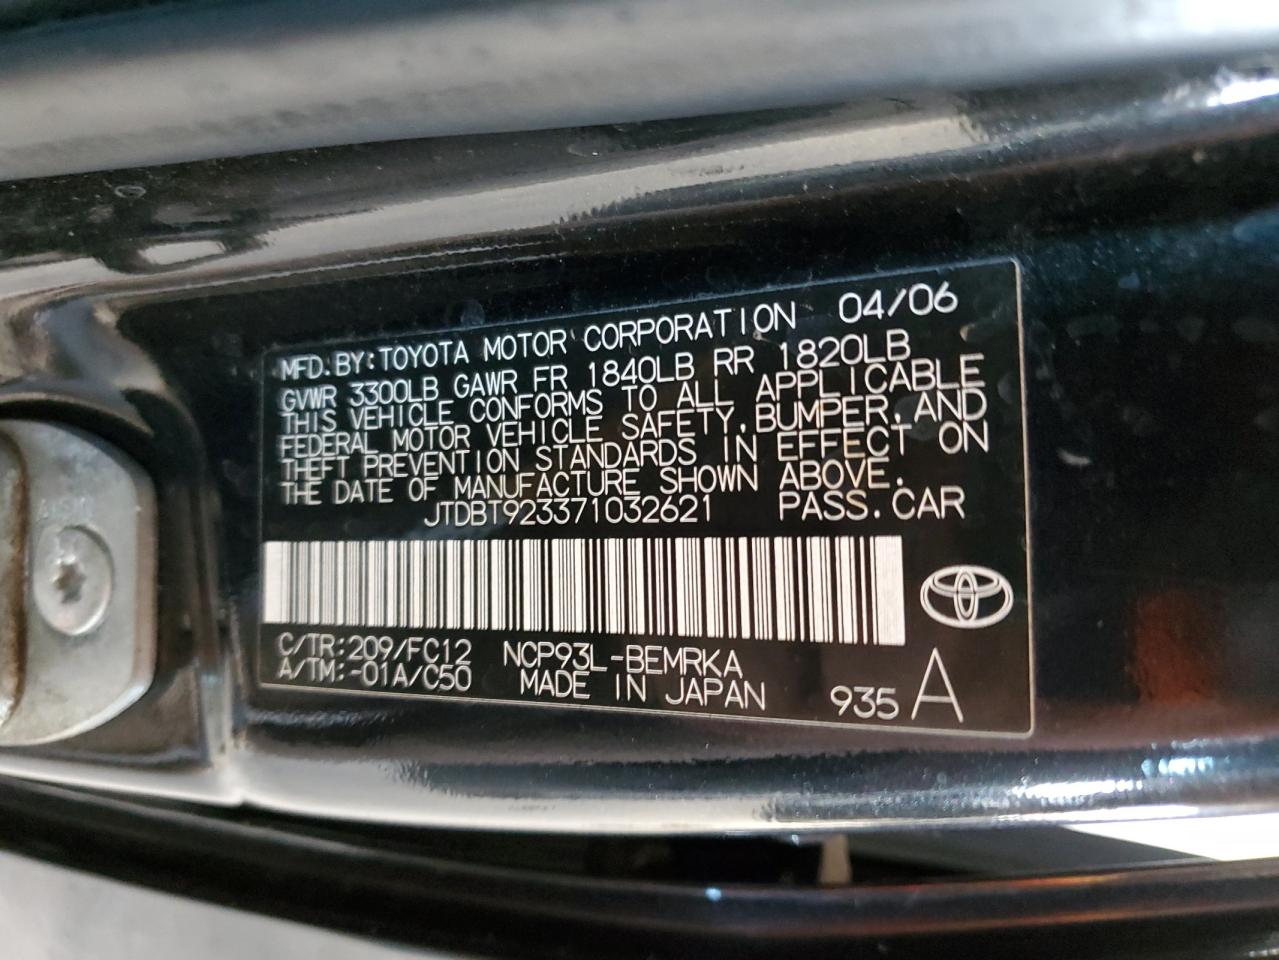 MFD. BY: TOYOTA MOTOR CORPORATION 04/06
GVWR 3300LB GAWR FR 1840LB RR 1820LB
THIS VEHICLE CONFORMS TO ALL APPLICABLE
FEDERAL MOTOR VEHICLE SAFETY, BUMPER, AND
THEFT PREVENTION STANDARDS IN EFFECT ON
THE DATE OF MANUFACTURE SHOWN ABOVE.
JTDBT923371032621 PASS. CAR
C/TR: 209/FC12 NCP93L-BEMRKA
A/TM: -01A/C50 MADE IN JAPAN 935 A